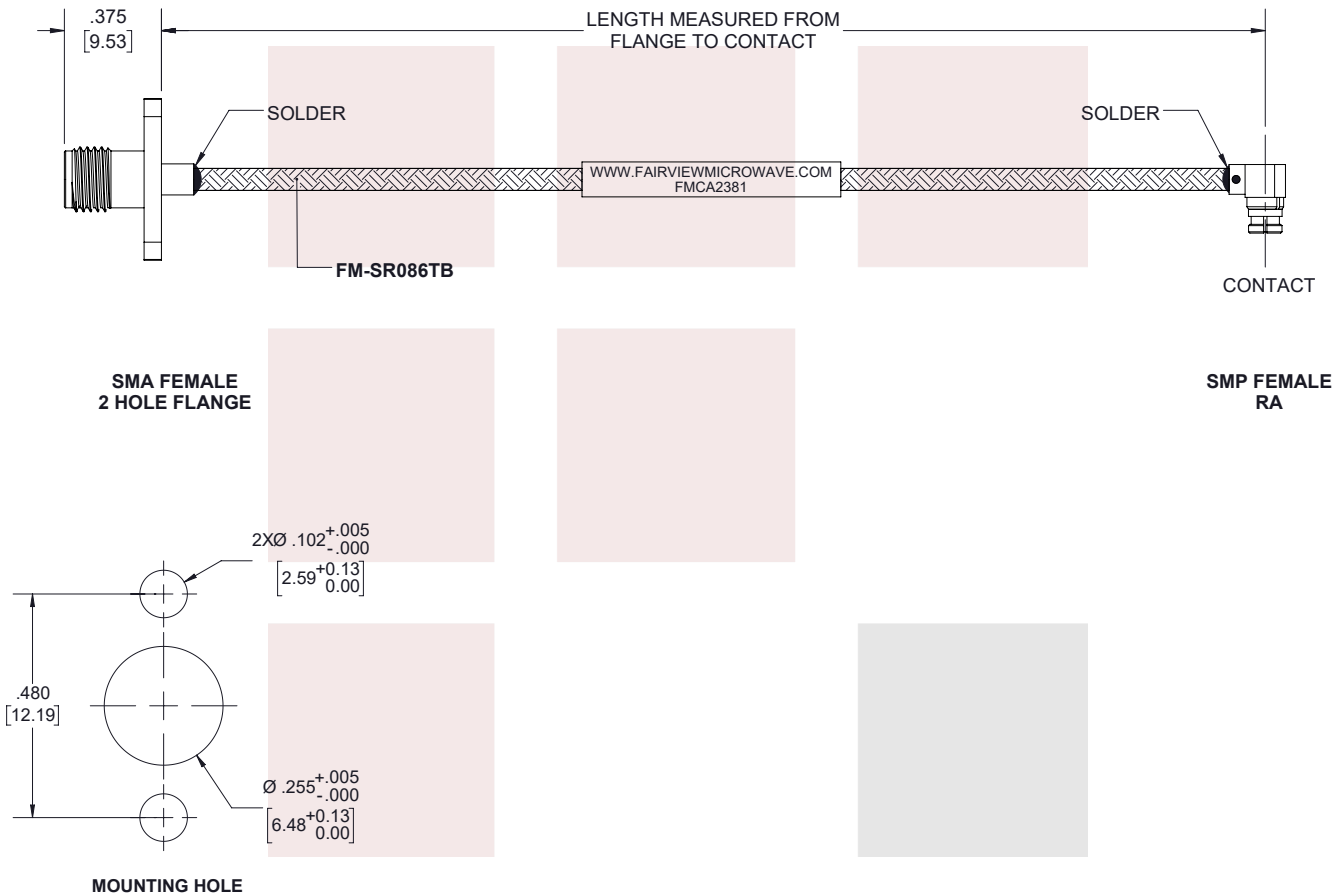 .375
[9.53]
LENGTH MEASURED FROM
FLANGE TO CONTACT
SOLDER
SOLDER
WWW.FAIRVIEWMICROWAVE.COM
FMCA2381
FM-SR086TB
CONTACT
SMA FEMALE
2 HOLE FLANGE
SMP FEMALE
RA
2XØ .102 +.005
-.000
[2.59 +0.13
0.00]
.480
[12.19]
Ø .255 +.005
-.000
[6.48 +0.13
0.00]
MOUNTING HOLE